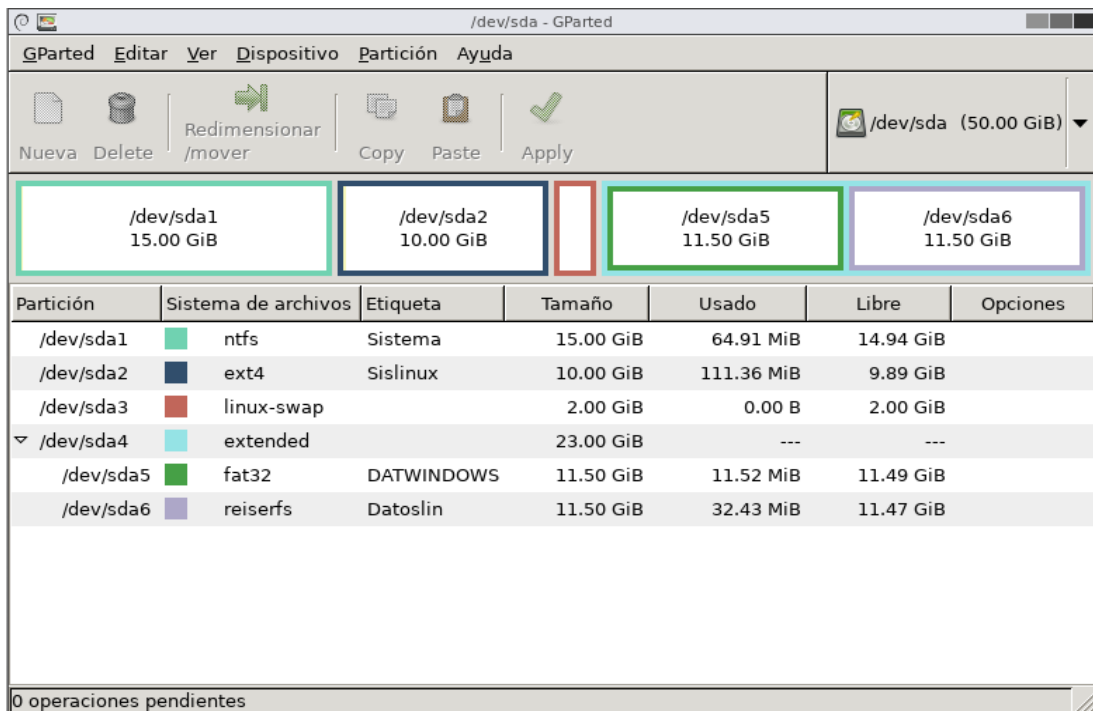 /dev/sda - GParted
GParted Editar Ver Dispositivo Partición Ayuda
Nueva Delete Redimensionar /mover Copy Paste Apply /dev/sda (50.00 GiB)
/dev/sda1 /dev/sda2 /dev/sda5 /dev/sda6
15.00 GiB 10.00 GiB 11.50 GiB 11.50 GiB
Partición Sistema de archivos Etiqueta Tamaño Usado Libre Opciones
/dev/sda1 ntfs Sistema 15.00 GiB 64.91 MiB 14.94 GiB
/dev/sda2 ext4 Sislinux 10.00 GiB 111.36 MiB 9.89 GiB
/dev/sda3 linux-swap 2.00 GiB 0.00 B 2.00 GiB
/dev/sda4 extended 23.00 GiB --- ---
/dev/sda5 fat32 DATWINDOWS 11.50 GiB 11.52 MiB 11.49 GiB
/dev/sda6 reiserfs Datoslin 11.50 GiB 32.43 MiB 11.47 GiB
0 operaciones pendientes